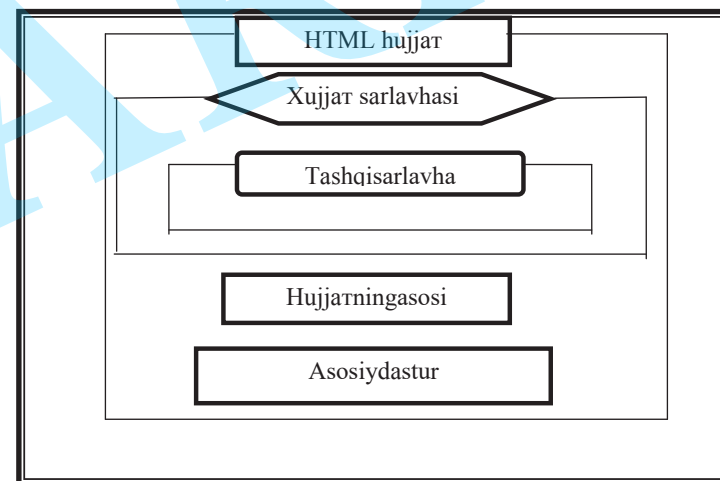 HTML hujjaт
Xujjaт sarlavhasi
Tashqisarlavha
Hujjaтningasosi
Asosiydastur